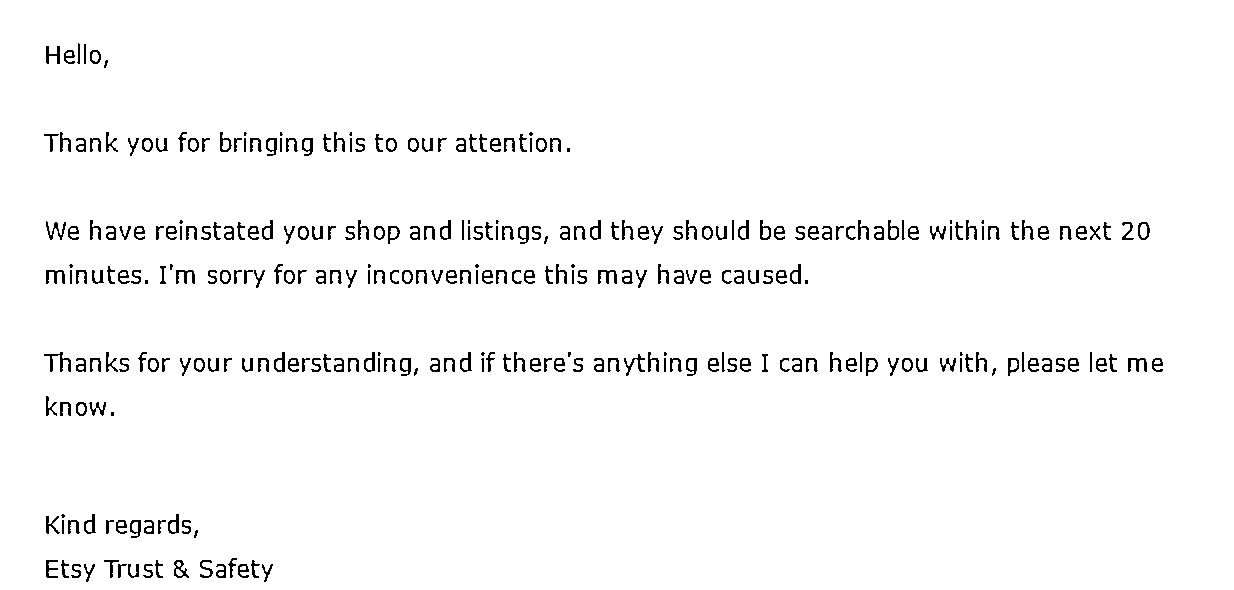 Hello,
Thank you for bringing this to our attention.
We have reinstated your shop and listings, and they should be searchable within the next 20
minutes. I'm sorry for any inconvenience this may have caused.
Thanks for your understanding, and if there's anything else I can help you with, please let me
know.
Kind regards,
Etsy Trust & Safety